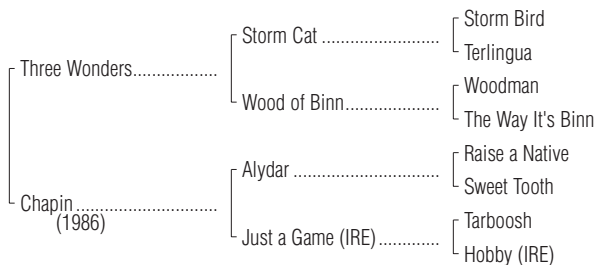 Storm Bird
Storm Cat ........................
Terlingua
Three Wonders.................
Woodman
Wood of Binn...................
The Way It's Binn
Raise a Native
Alydar .............................
Sweet Tooth
Chapin ............................
(1986)
Tarboosh
Just a Game (IRE).............
Hobby (IRE)